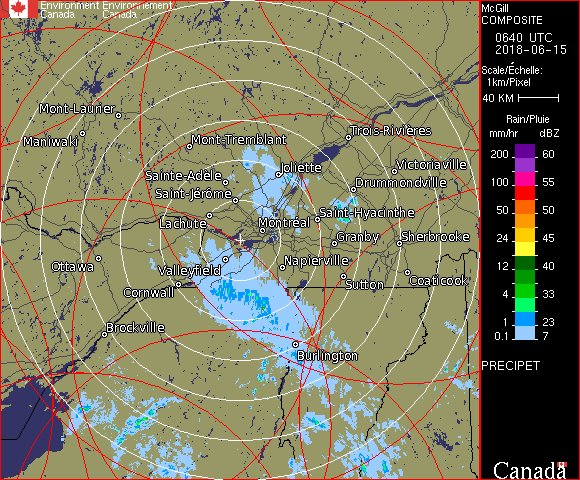 Environment Environnement
Canada Canada
McGill
COMPOSITE
0640 UTC
2018-06-15
Scale/Échelle:
1km/Pixel
40 KM
Rain/Pluie
mm/hr dBZ
200 60
100 55
50 50
24 45
12 40
4 33
1 23
0.1 7
PRECIPET
Canada
Mont-Laurier
Maniwaki
Mont-Tremblant
Trois-Rivières
Sainte-Adèle
Joliette
Victoriaville
Saint-Jérôme
Drummondville
Lachute
Montréal
Saint-Hyacinthe
Granby
Sherbrooke
Ottawa
Valleyfield
Napierville
Cornwall
Sutton
Coaticook
Brockville
Burlington